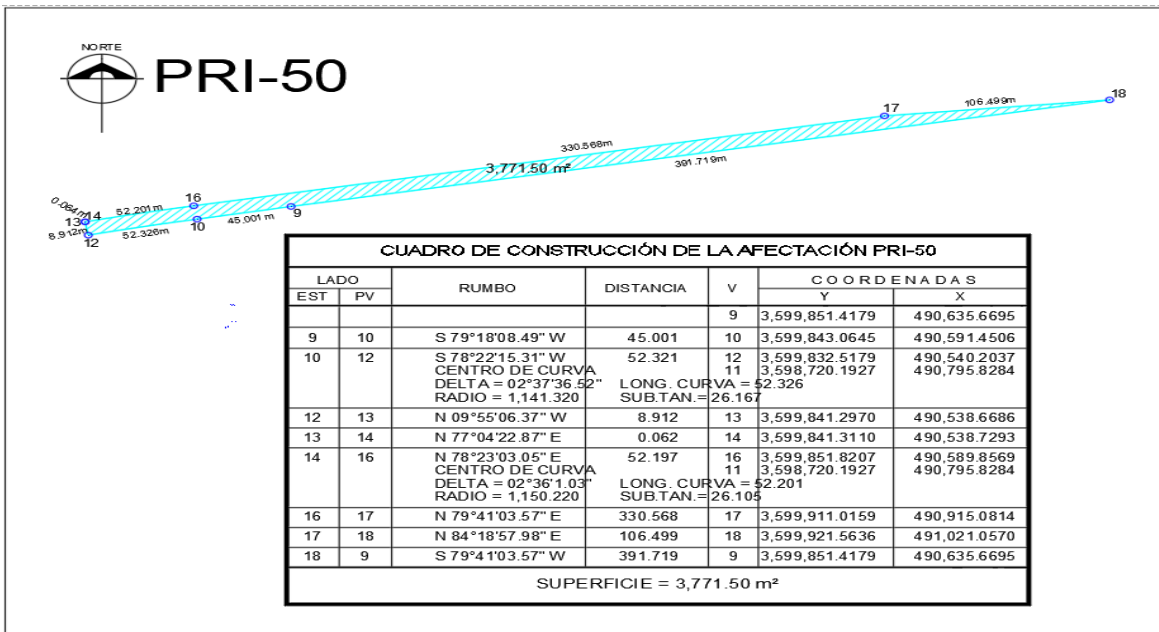 NORTE
PRI-50
18
17
106.499m
330.568m
391.719m
3,771.50 m²
16
0.064m
13 14
52.201m
9
45.001 m
10
8.912m
12
52.326m
CUADRO DE CONSTRUCCIÓN DE LA AFECTACIÓN PRI-50
LADO RUMBO DISTANCIA V COORDENADAS
EST PV Y X
9 3,599,851.4179 490,635.6695
9 10 S 79°18'08.49" W 45.001 10 3,599,843.0645 490,591.4506
10 12 S 78°22'15.31" W 52.321 12 3,599,832.5179 490,540.2037
CENTRO DE CURVA 11 3,598,720.1927 490,795.8284
DELTA = 02°37'36.52" LONG. CURVA = 52.326
RADIO = 1,141.320 SUB.TAN.= 26.167
12 13 N 09°55'06.37" W 8.912 13 3,599,841.2970 490,538.6686
13 14 N 77°04'22.87" E 0.062 14 3,599,841.3110 490,538.7293
14 16 N 78°23'03.05" E 52.197 16 3,599,851.8207 490,589.8569
CENTRO DE CURVA 11 3,598,720.1927 490,795.8284
DELTA = 02°36'1.03" LONG. CURVA = 52.201
RADIO = 1,150.220 SUB.TAN.= 26.105
16 17 N 79°41'03.57" E 330.568 17 3,599,911.0159 490,915.0814
17 18 N 84°18'57.98" E 106.499 18 3,599,921.5636 491,021.0570
18 9 S 79°41'03.57" W 391.719 9 3,599,851.4179 490,635.6695
SUPERFICIE = 3,771.50 m²